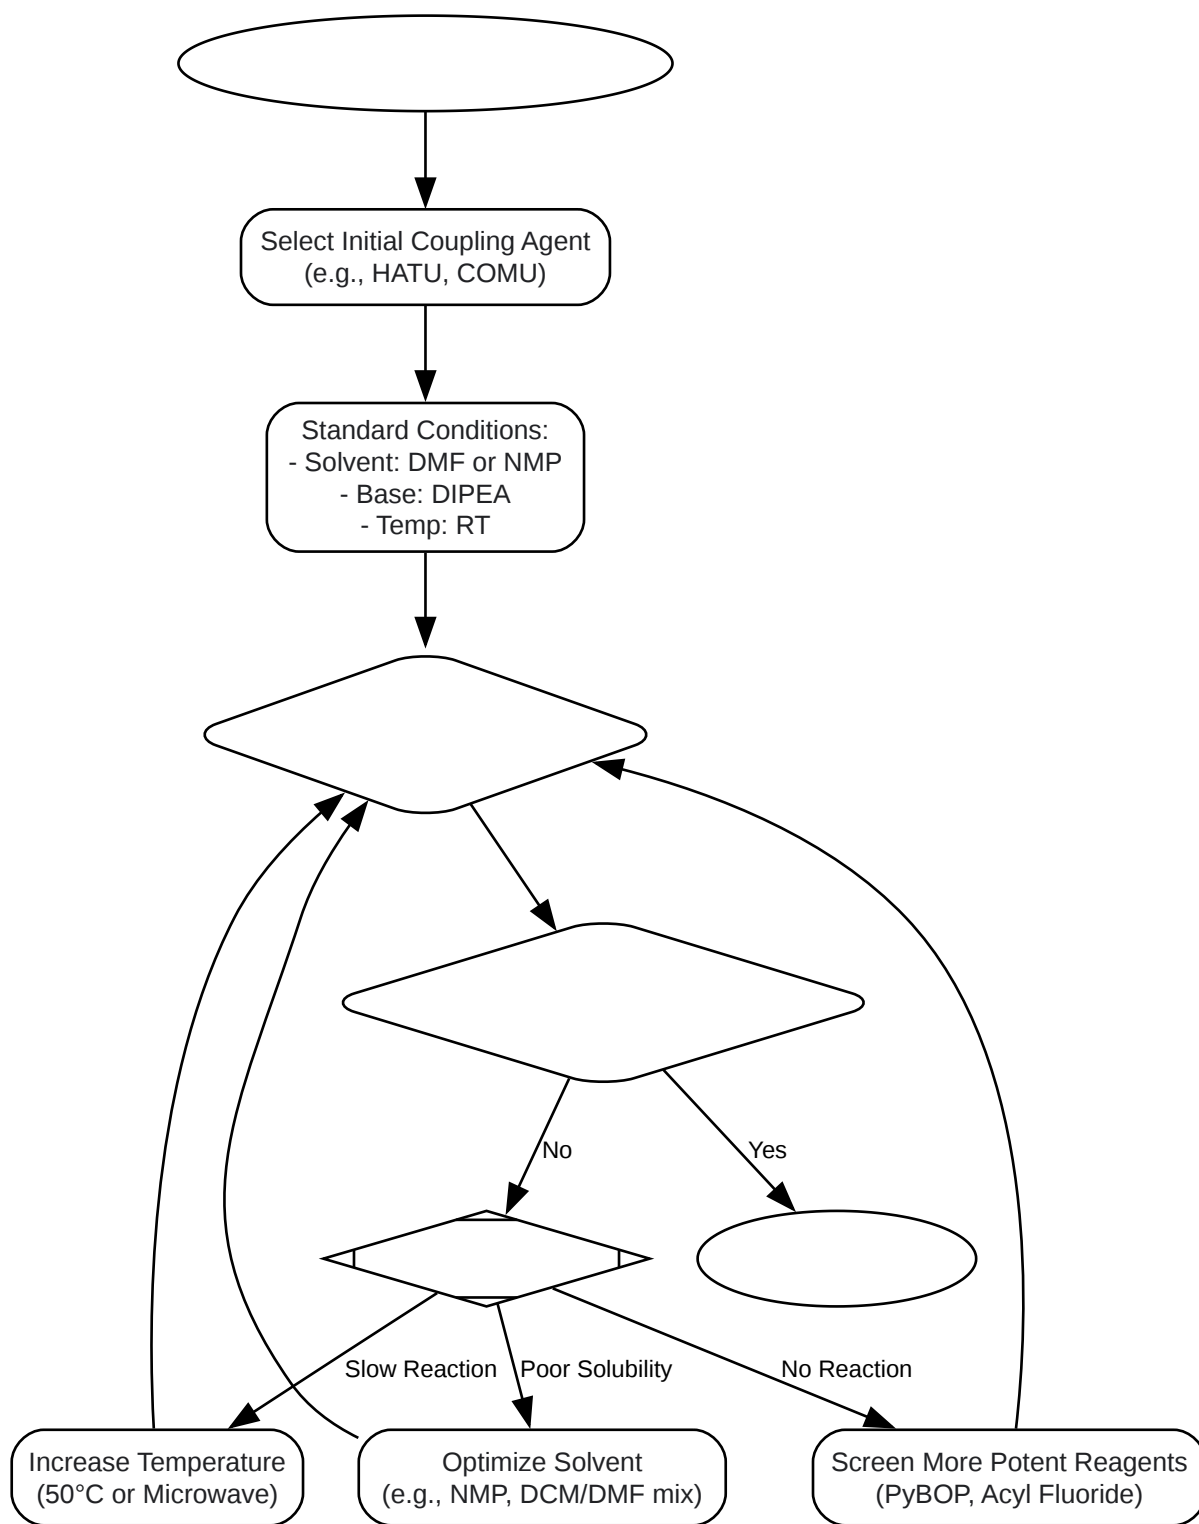 Select Initial Coupling Agent
(e.g., HATU, COMU)
Standard Conditions:
- Solvent: DMF or NMP
- Base: DIPEA
- Temp: RT
No
Yes
Slow Reaction
Poor Solubility
No Reaction
Increase Temperature
(50°C or Microwave)
Optimize Solvent
(e.g., NMP, DCM/DMF mix)
Screen More Potent Reagents
(PyBOP, Acyl Fluoride)